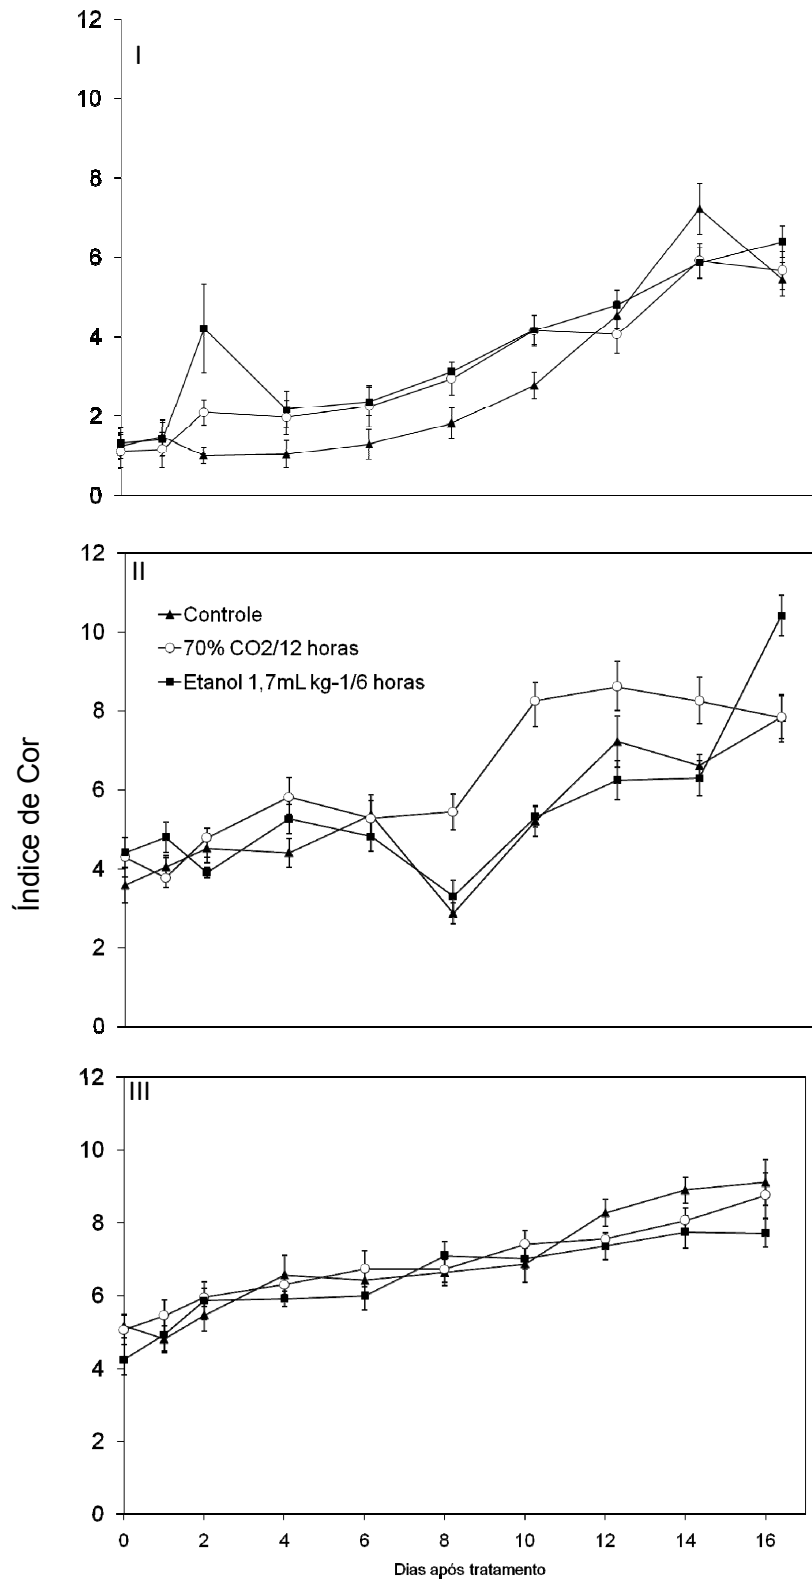 12
I
10
8
6
4
2
0
12
II
Controle
10
70% CO2/12 horas
Etanol 1,7mL kg-1/6 horas
8
6
4
2
0
Índice de Cor
12
III
10
8
6
4
2
0
0 2 4 6 8 10 12 14 16
Dias após tratamento